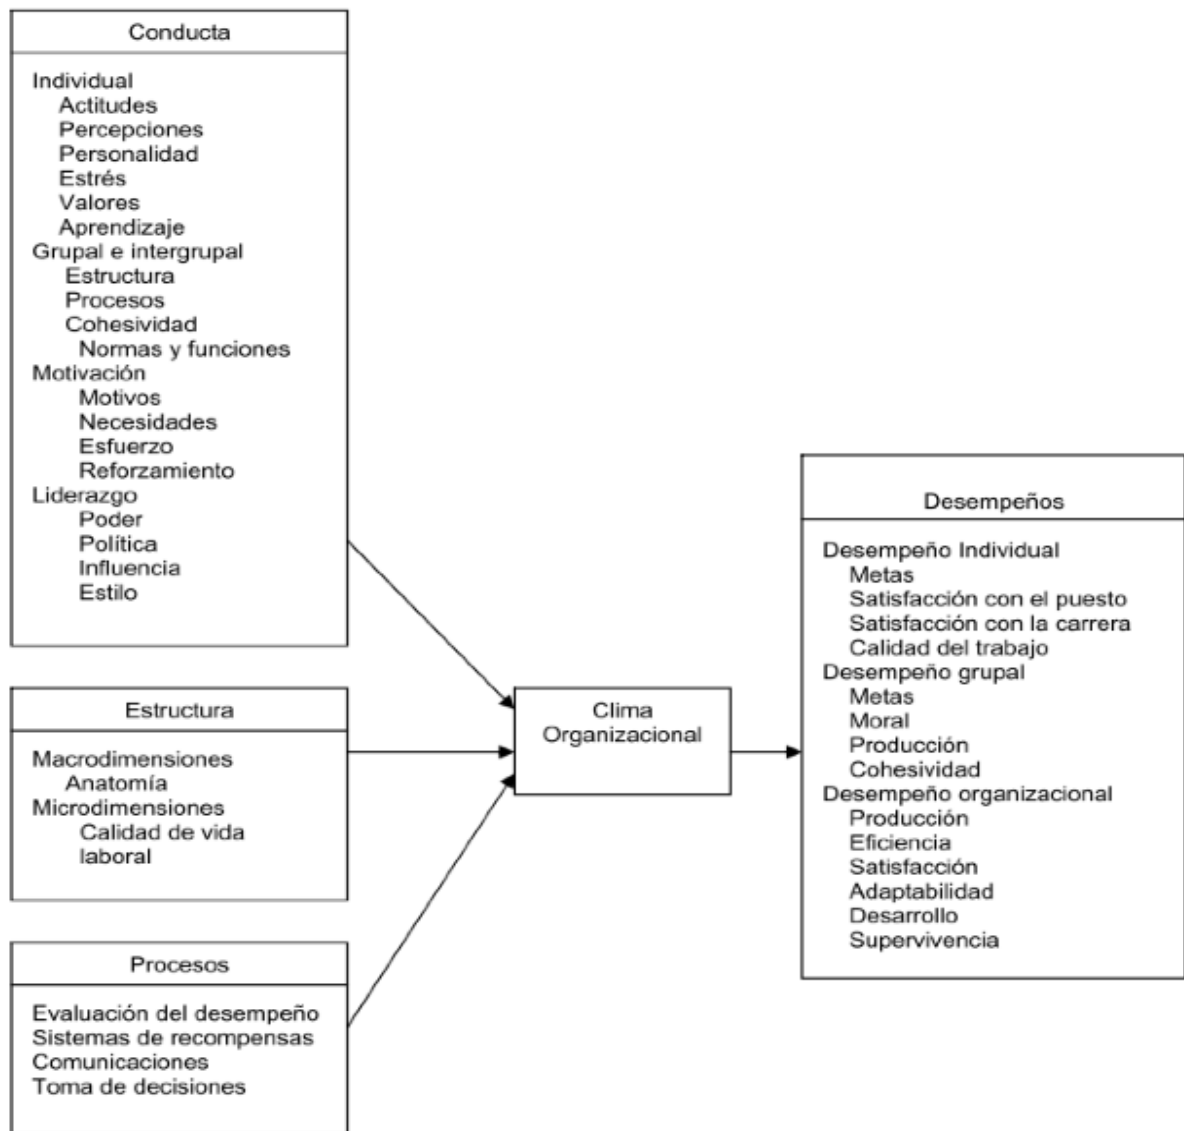 Conducta
Individual
Actitudes
Percepciones
Personalidad
Estrés
Valores
Aprendizaje
Grupal e intergrupal
Estructura
Procesos
Cohesividad
Normas y funciones
Motivación
Motivos
Necesidades
Esfuerzo
Reforzamiento
Liderazgo
Poder
Política
Influencia
Estilo
Estructura
Macrodimensiones
Anatomía
Microdimensiones
Calidad de vida
laboral
Procesos
Evaluación del desempeño
Sistemas de recompensas
Comunicaciones
Toma de decisiones
Clima
Organizacional
Desempeños
Desempeño Individual
Metas
Satisfacción con el puesto
Satisfacción con la carrera
Calidad del trabajo
Desempeño grupal
Metas
Moral
Producción
Cohesividad
Desempeño organizacional
Producción
Eficiencia
Satisfacción
Adaptabilidad
Desarrollo
Supervivencia